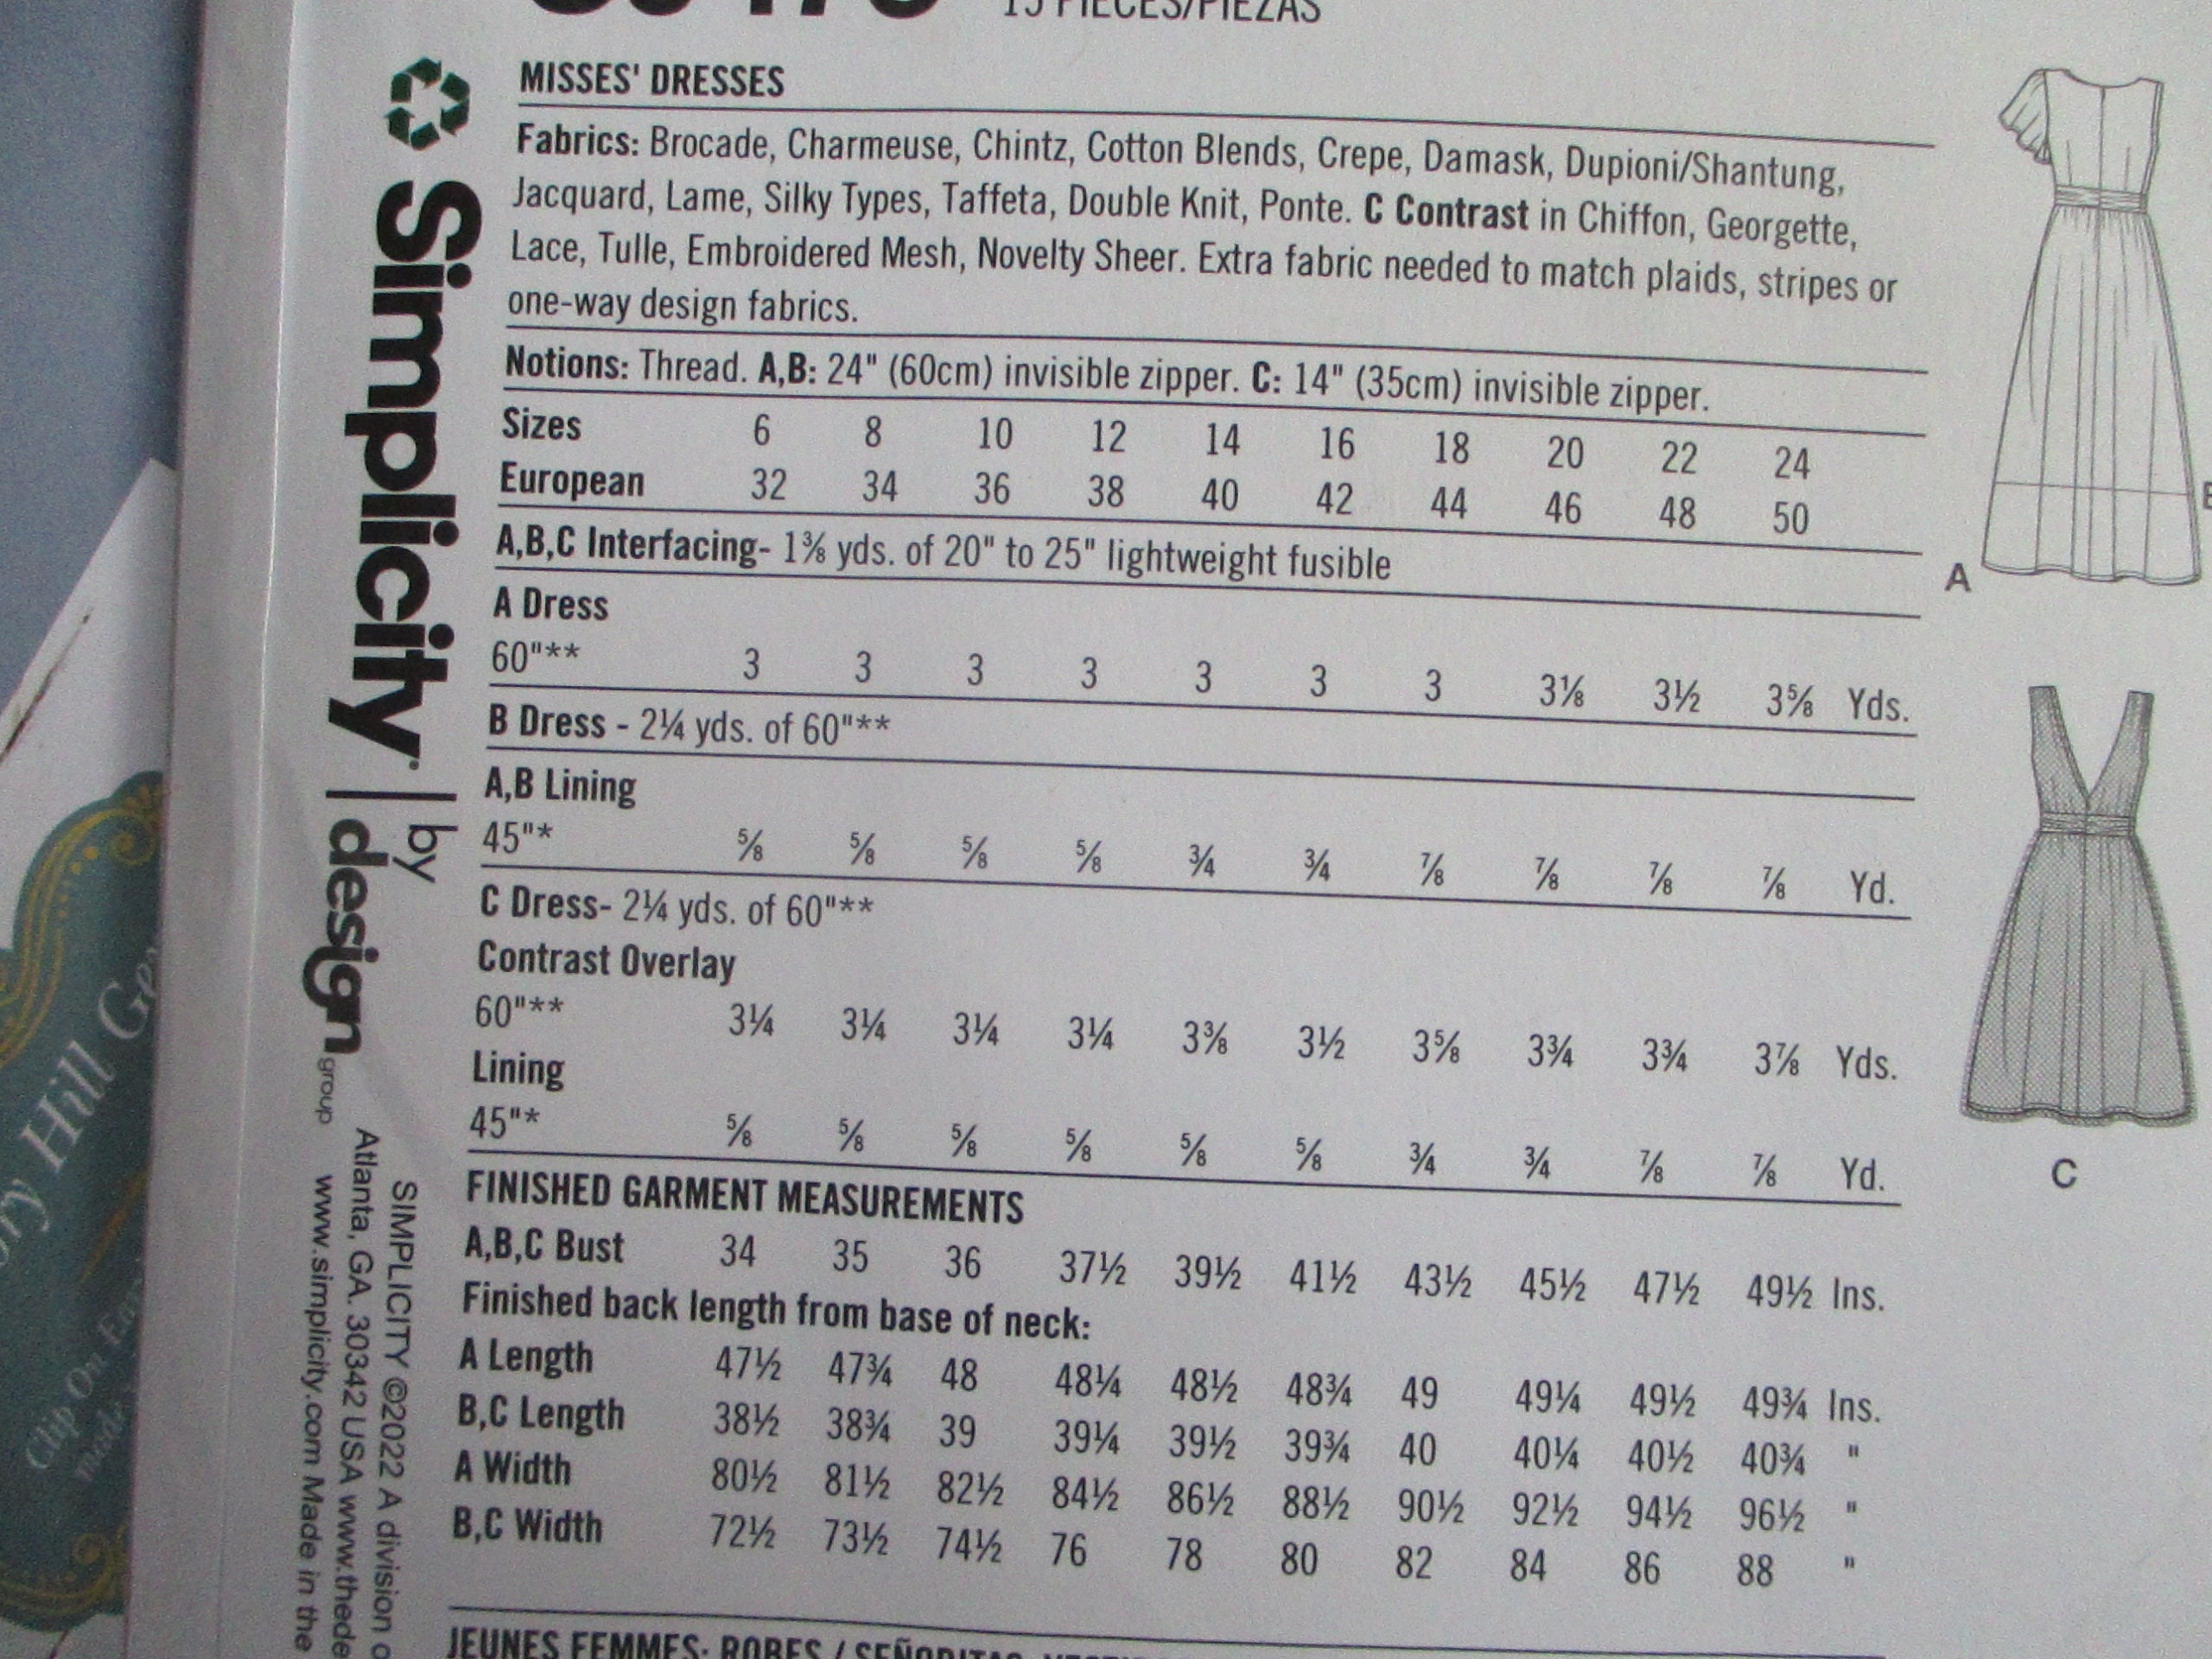 15 PIECES/PIEZAS
MISSES' DRESSES
Fabrics: Brocade, Charmeuse, Chintz, Cotton Blends, Crepe, Damask, Dupioni/Shantung,
Jacquard, Lame, Silky Types, Taffeta, Double Knit, Ponte. C Contrast in Chiffon, Georgette,
Lace, Tulle, Embroidered Mesh, Novelty Sheer. Extra fabric needed to match plaids, stripes or
one-way design fabrics.
Notions: Thread. A,B: 24" (60cm) invisible zipper. C: 14" (35cm) invisible zipper.
Sizes 6 8 10 12 14 16 18 20 22 24
European 32 34 36 38 40 42 44 46 48 50
A,B,C Interfacing- 1⅜ yds. of 20" to 25" lightweight fusible
A Dress
60"** 3 3 3 3 3 3 3 3⅛ 3½ 3⅝ Yds.
B Dress - 2¼ yds. of 60"**
A,B Lining
45"* ⅝ ⅝ ⅝ ⅝ ¾ ¾ ⅞ ⅞ ⅞ ⅞ Yd.
C Dress- 2¼ yds. of 60"**
Contrast Overlay
60"** 3¼ 3¼ 3¼ 3¼ 3⅜ 3½ 3⅝ 3¾ 3¾ 3⅞ Yds.
Lining
45"* ⅝ ⅝ ⅝ ⅝ ⅝ ⅝ ¾ ¾ ⅞ ⅞ Yd.
FINISHED GARMENT MEASUREMENTS
A,B,C Bust 34 35 36 37½ 39½ 41½ 43½ 45½ 47½ 49½ Ins.
Finished back length from base of neck:
A Length 47½ 47¾ 48 48¼ 48½ 48¾ 49 49¼ 49½ 49¾ Ins.
B,C Length 38½ 38¾ 39 39¼ 39½ 39¾ 40 40¼ 40½ 40¾ "
A Width 80½ 81½ 82½ 84½ 86½ 88½ 90½ 92½ 94½ 96½ "
B,C Width 72½ 73½ 74½ 76 78 80 82 84 86 88 "
JEUNES FEMMES: ROBES / SEÑORITAS:
A
B
C
Simplicity | by
design group
SIMPLICITY ©2022 A division
Atlanta, GA. 30342 USA www.thede
www.simplicity.com Made in the
Hill
Clip On
made